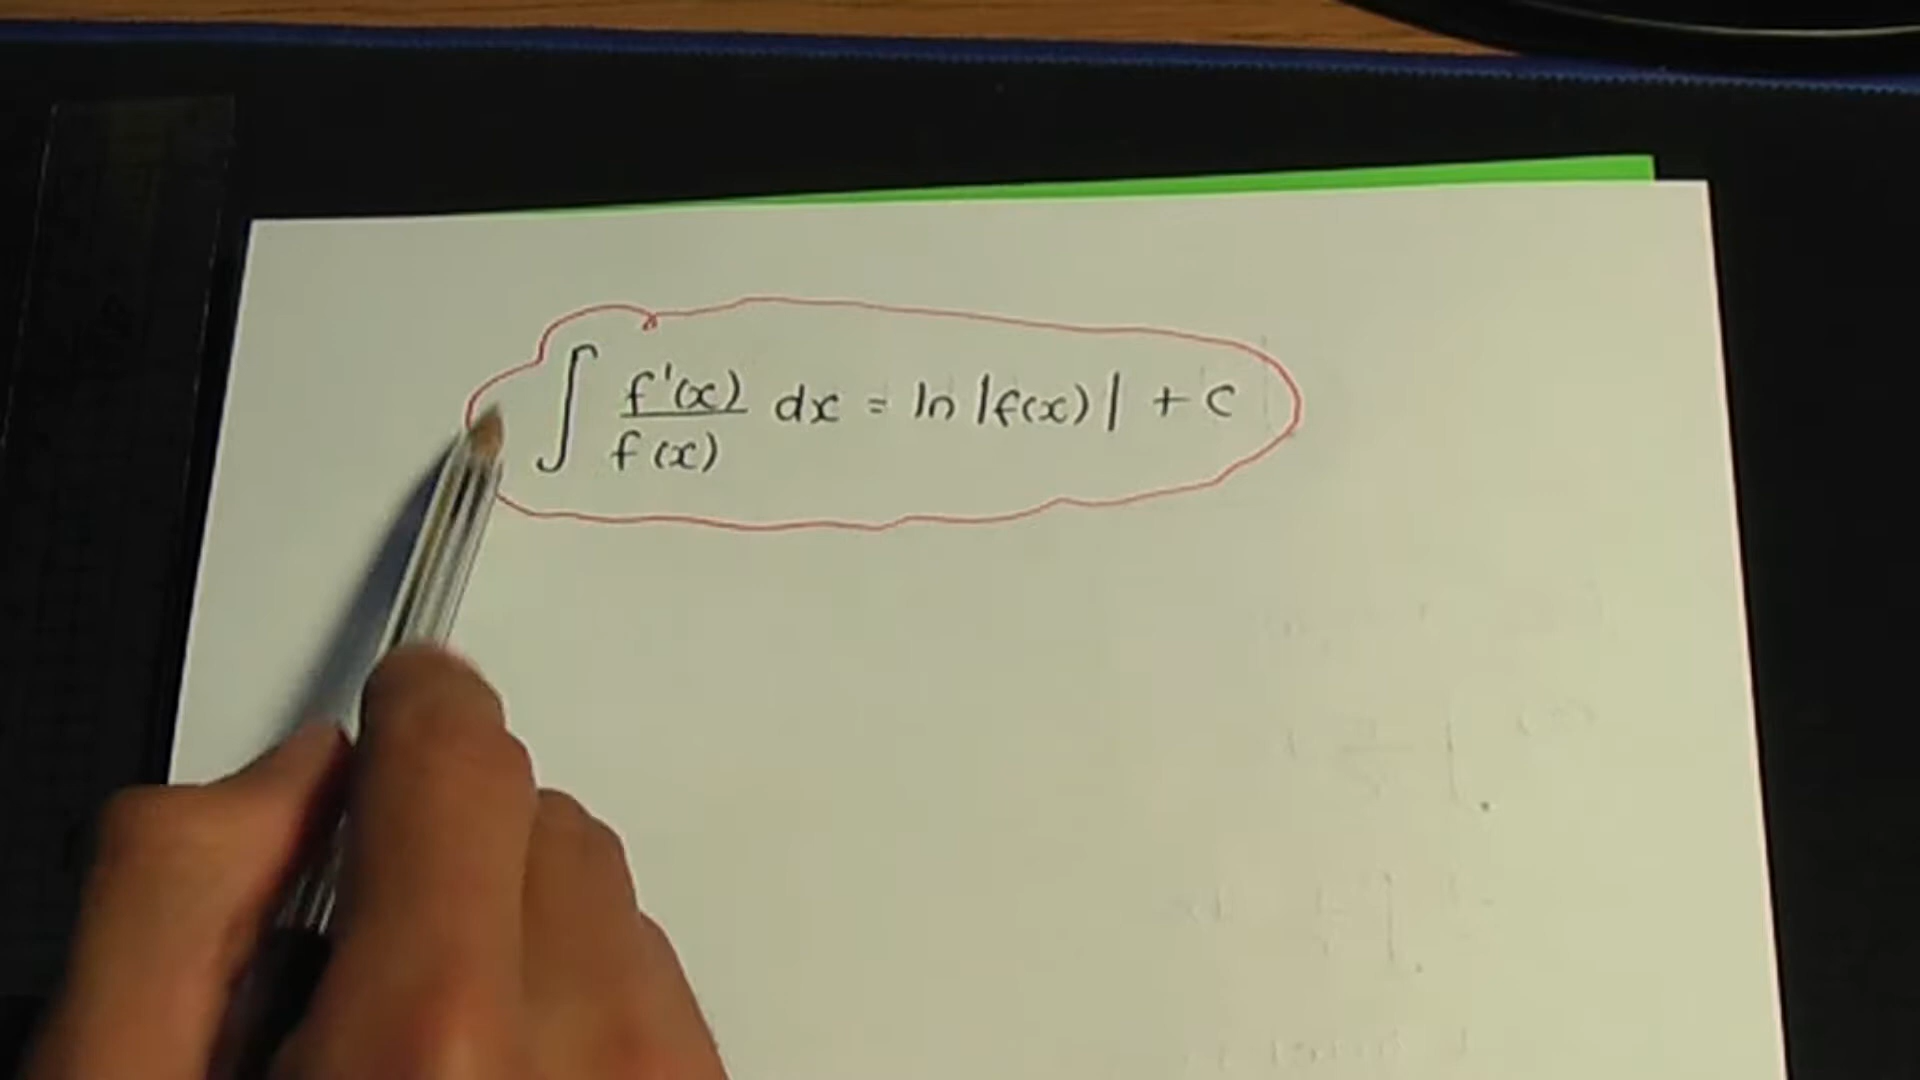 ∫ f'(x)/f(x) dx = ln |f(x)| + c